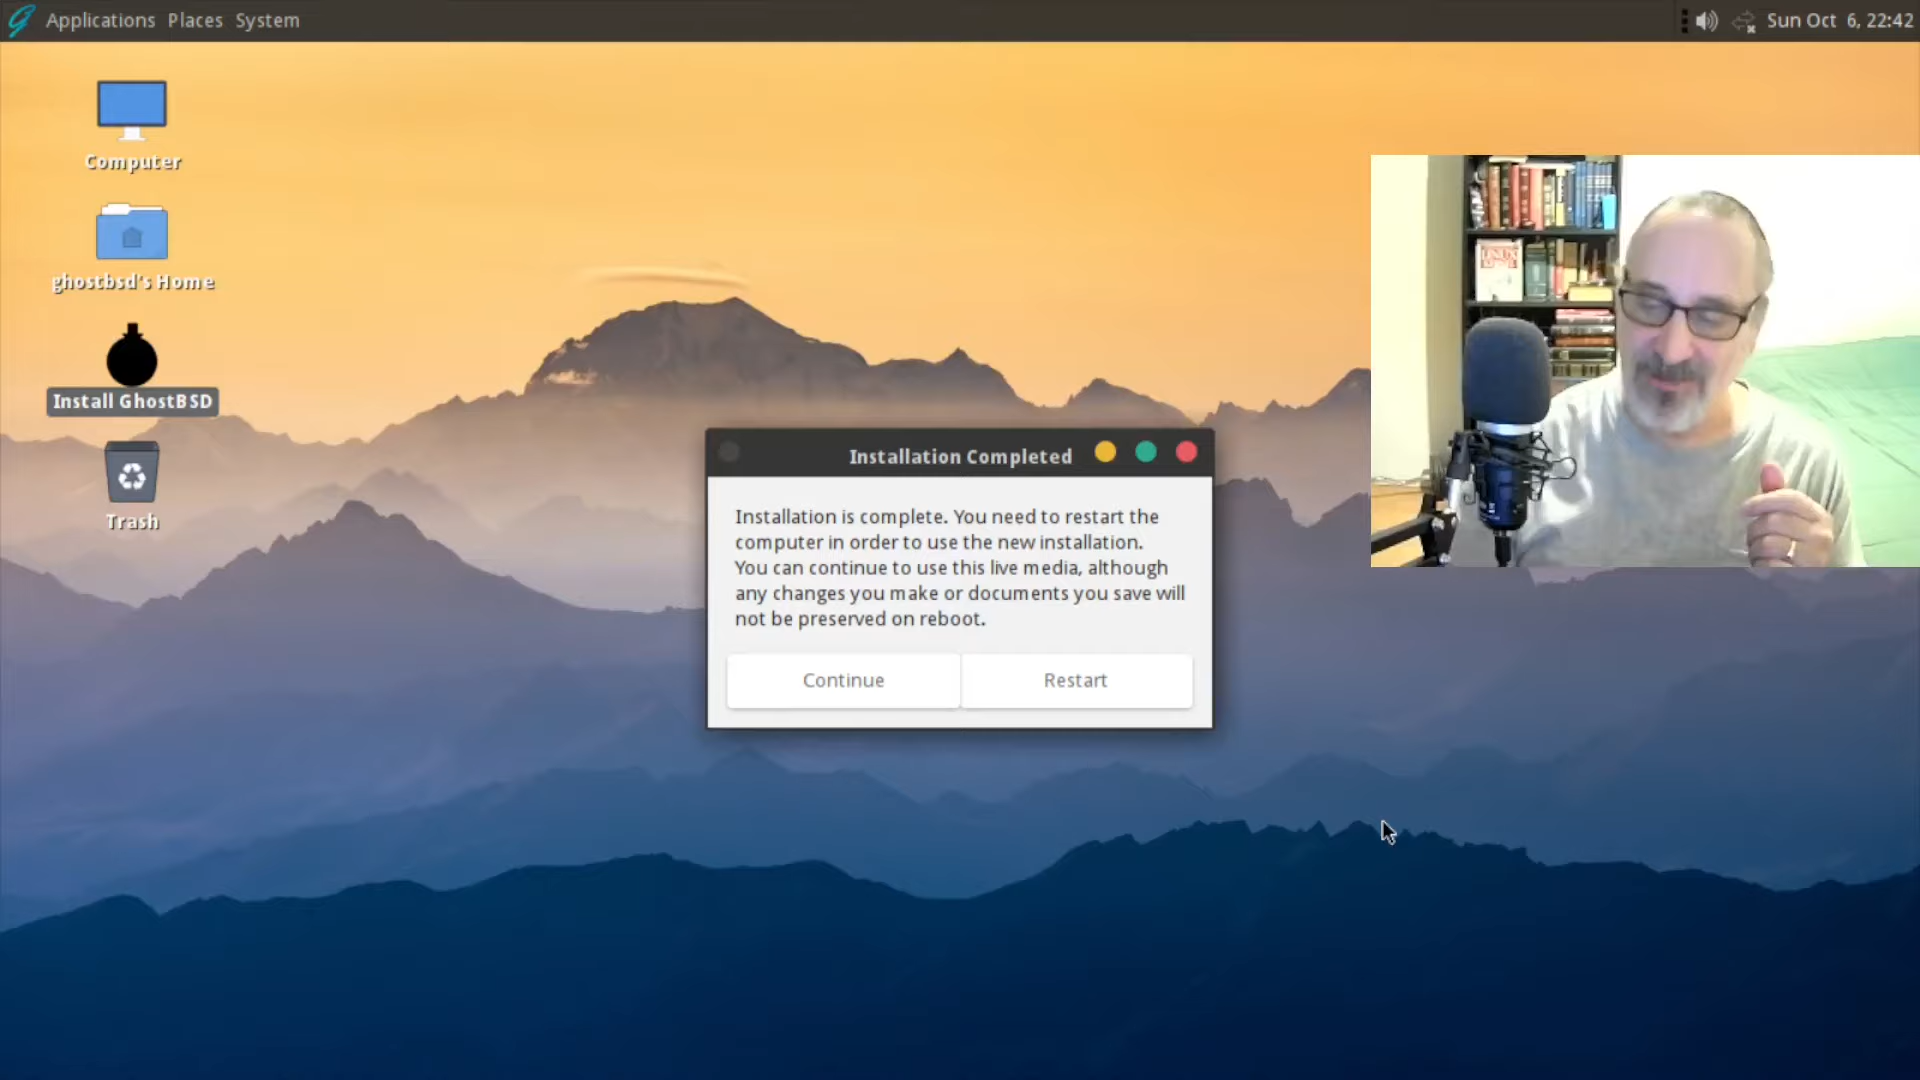 Applications Places System
Sun Oct 6, 22:42
Computer
ghostbsd's Home
Install GhostBSD
Trash
Installation Completed
Installation is complete. You need to restart the
computer in order to use the new installation.
You can continue to use this live media, although
any changes you make or documents you save will
not be preserved on reboot.
Continue Restart
LINUX